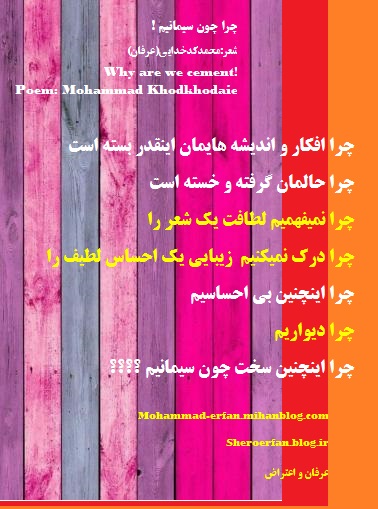 چرا چون سیمانیم !
شعر:محمدکدخدایی(عرفان)
Why are we cement!
Poem: Mohammad Khodkhodaie
چرا افکار و اندیشه هایمان اینقدر بسته است
چرا حالمان گرفته و خسته است
چرا نمیفهمیم لطافت یک شعر را
چرا درک نمیکنیم زیبایی یک احساس لطیف را
چرا اینچنین بی احساسیم
چرا دیواریم
چرا اینچنین سخت چون سیمانیم ؟؟؟؟
Mohammad-erfan.mihanblog.com
Sheroerfan.blog.ir
عرفان و اعتراض